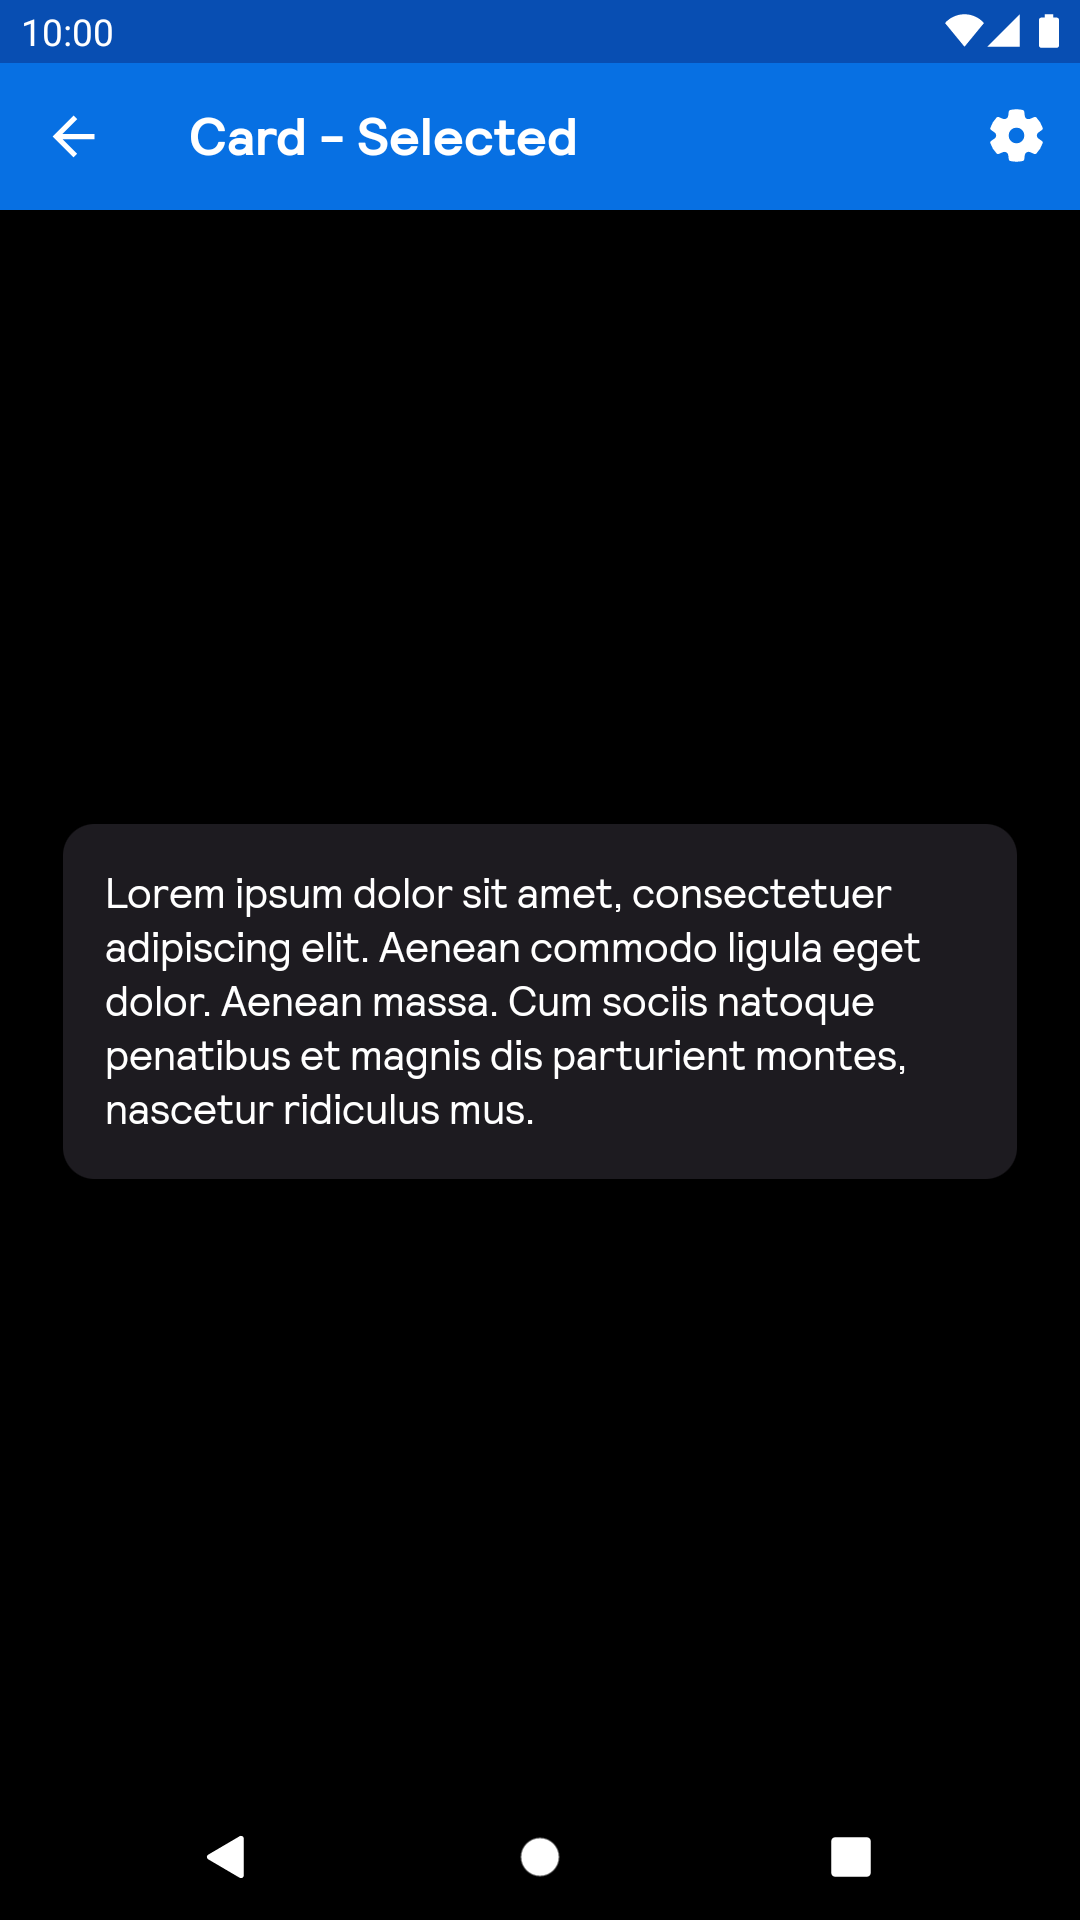 10:00
Card - Selected
Lorem ipsum dolor sit amet, consectetuer
adipiscing elit. Aenean commodo ligula eget
dolor. Aenean massa. Cum sociis natoque
penatibus et magnis dis parturient montes,
nascetur ridiculus mus.